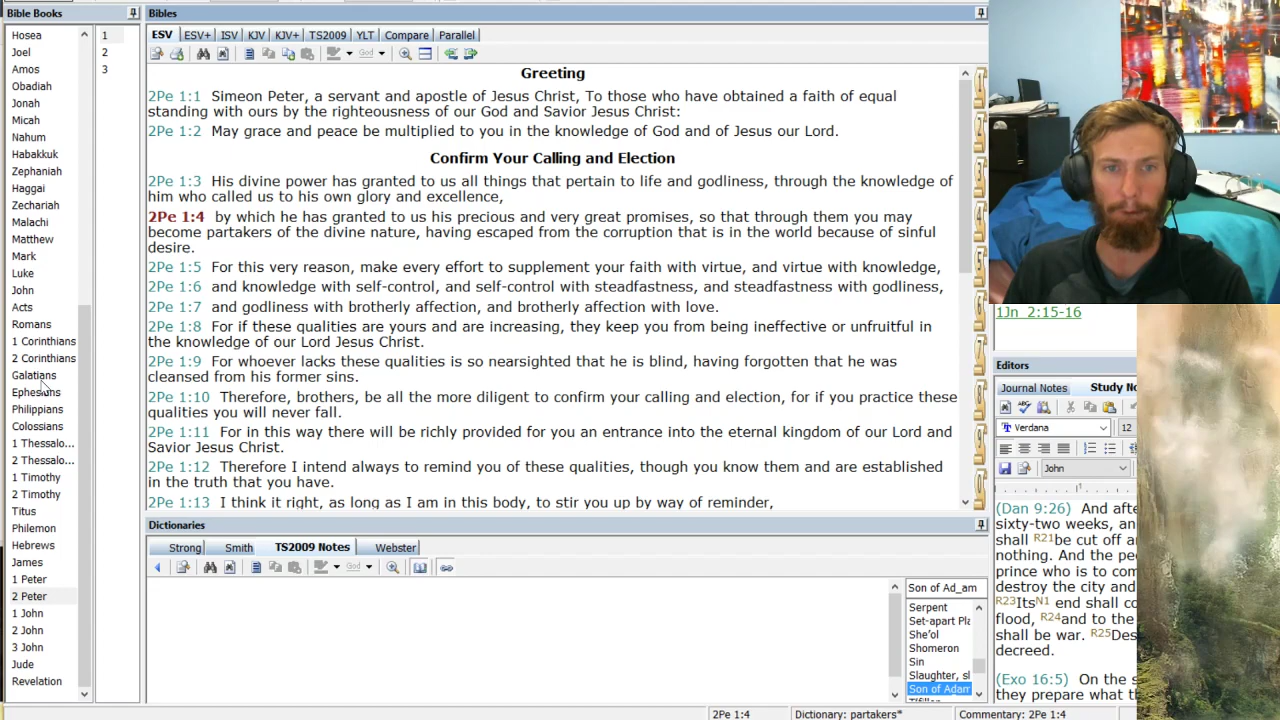 Bible Books
Hosea
Joel
Amos
Obadiah
Jonah
Micah
Nahum
Habakkuk
Zephaniah
Haggai
Zechariah
Malachi
Matthew
Mark
Luke
John
Acts
Romans
1 Corinthians
2 Corinthians
Galatians
Ephesians
Philippians
Colossians
1 Thessalo...
2 Thessalo...
1 Timothy
2 Timothy
Titus
Philemon
Hebrews
James
1 Peter
2 Peter
1 John
2 John
3 John
Jude
Revelation
1
2
3
Bibles
ESV ESV+ ISV KJV KJV+ TS2009 YLT Compare Parallel
God
Greeting
2Pe 1:1 Simeon Peter, a servant and apostle of Jesus Christ, To those who have obtained a faith of equal
standing with ours by the righteousness of our God and Savior Jesus Christ:
2Pe 1:2 May grace and peace be multiplied to you in the knowledge of God and of Jesus our Lord.
Confirm Your Calling and Election
2Pe 1:3 His divine power has granted to us all things that pertain to life and godliness, through the knowledge of
him who called us to his own glory and excellence,
2Pe 1:4 by which he has granted to us his precious and very great promises, so that through them you may
become partakers of the divine nature, having escaped from the corruption that is in the world because of sinful
desire.
2Pe 1:5 For this very reason, make every effort to supplement your faith with virtue, and virtue with knowledge,
2Pe 1:6 and knowledge with self-control, and self-control with steadfastness, and steadfastness with godliness,
2Pe 1:7 and godliness with brotherly affection, and brotherly affection with love.
2Pe 1:8 For if these qualities are yours and are increasing, they keep you from being ineffective or unfruitful in
the knowledge of our Lord Jesus Christ.
2Pe 1:9 For whoever lacks these qualities is so nearsighted that he is blind, having forgotten that he was
cleansed from his former sins.
2Pe 1:10 Therefore, brothers, be all the more diligent to confirm your calling and election, for if you practice these
qualities you will never fall.
2Pe 1:11 For in this way there will be richly provided for you an entrance into the eternal kingdom of our Lord and
Savior Jesus Christ.
2Pe 1:12 Therefore I intend always to remind you of these qualities, though you know them and are established
in the truth that you have.
2Pe 1:13 I think it right, as long as I am in this body, to stir you up by way of reminder,
Dictionaries
Strong Smith TS2009 Notes Webster
God
Son of Ad_am
Serpent
Set-apart Pla
She'ol
Shomeron
Sin
Slaughter, sl
Son of Adam
1Jn 2:15-16
Editors
Journal Notes Study No
Verdana 12
John
1
(Dan 9:26) And afte
sixty-two weeks, an
shall R21be cut off ar
nothing. And the pe
prince who is to com
destroy the city and
R23ItsN1 end shall co
flood, R24and to the
shall be war. R25Des
decreed.
(Exo 16:5) On the s
they prepare what t
2Pe 1:4 Dictionary: partakers* Commentary: 2Pe 1:4